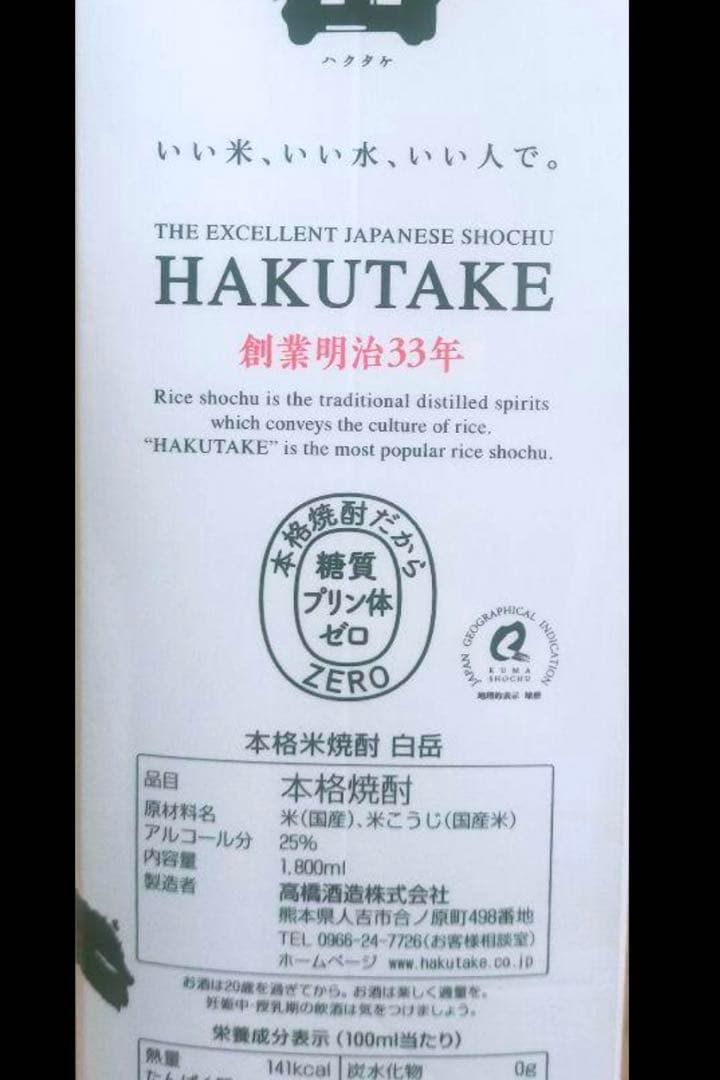 ハクタケ
いい米、いい水、いい人で。
THE EXCELLENT JAPANESE SHOCHU
HAKUTAKE
創業明治33年
Rice shochu is the traditional distilled spirits
which conveys the culture of rice.
“HAKUTAKE” is the most popular rice shochu.
本格焼酎だから
糖質
プリン体
ゼロ
ZERO
JAPAN GEOGRAPHICAL INDICATION
KUMA
SHOCHU
地理的表示 球磨
本格米焼酎 白岳
品目 本格焼酎
原材料名 米(国産)、米こうじ(国産米)
アルコール分 25%
内容量 1,800ml
製造者 高橋酒造株式会社
熊本県人吉市合ノ原町498番地
TEL 0966-24-7726(お客様相談室)
ホームページ www.hakutake.co.jp
お酒は20歳を過ぎてから。お酒は楽しく適量を。
妊娠中・授乳期の飲酒は気をつけましょう。
栄養成分表示(100ml当たり)
熱量 141kcal 炭水化物 0g